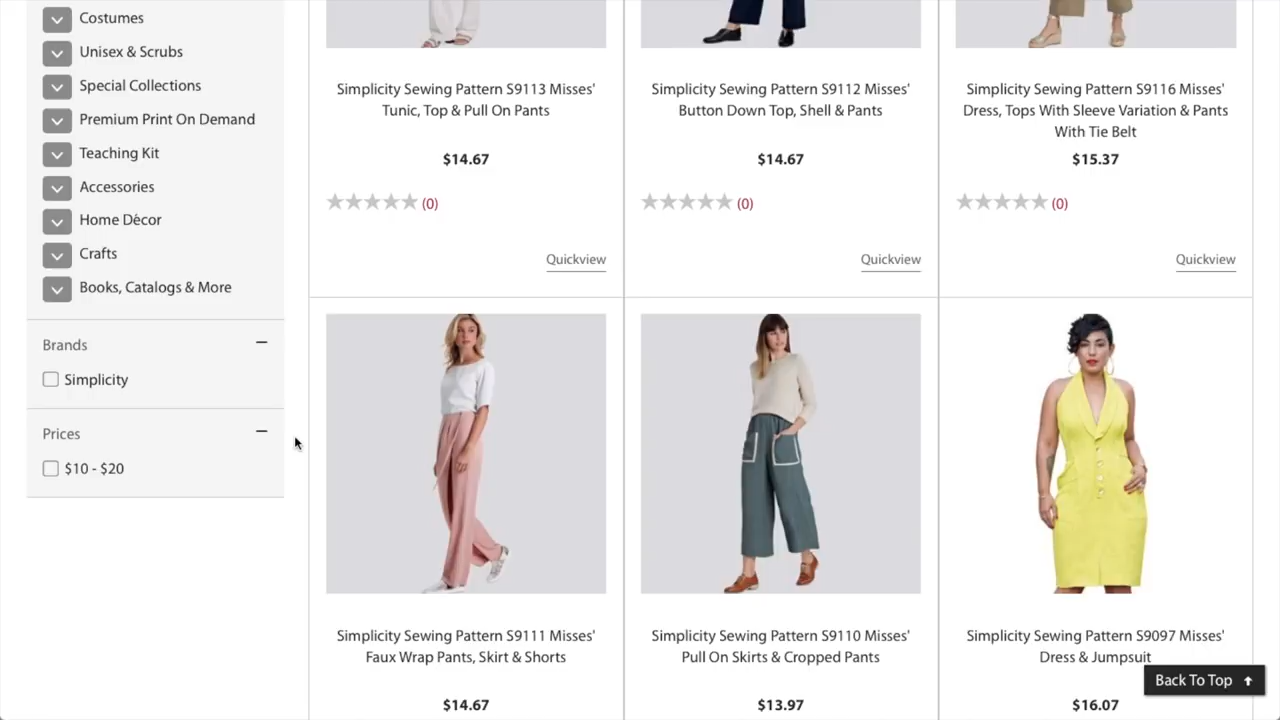 Costumes
Unisex & Scrubs
Special Collections
Premium Print On Demand
Teaching Kit
Accessories
Home Décor
Crafts
Books, Catalogs & More
Brands
Simplicity
Prices
$10 - $20
Simplicity Sewing Pattern S9113 Misses'
Tunic, Top & Pull On Pants
$14.67
(0)
Quickview
Simplicity Sewing Pattern S9112 Misses'
Button Down Top, Shell & Pants
$14.67
(0)
Quickview
Simplicity Sewing Pattern S9116 Misses'
Dress, Tops With Sleeve Variation & Pants
With Tie Belt
$15.37
(0)
Quickview
Simplicity Sewing Pattern S9111 Misses'
Faux Wrap Pants, Skirt & Shorts
$14.67
Simplicity Sewing Pattern S9110 Misses'
Pull On Skirts & Cropped Pants
$13.97
Simplicity Sewing Pattern S9097 Misses'
Dress & Jumpsuit
$16.07
Back To Top